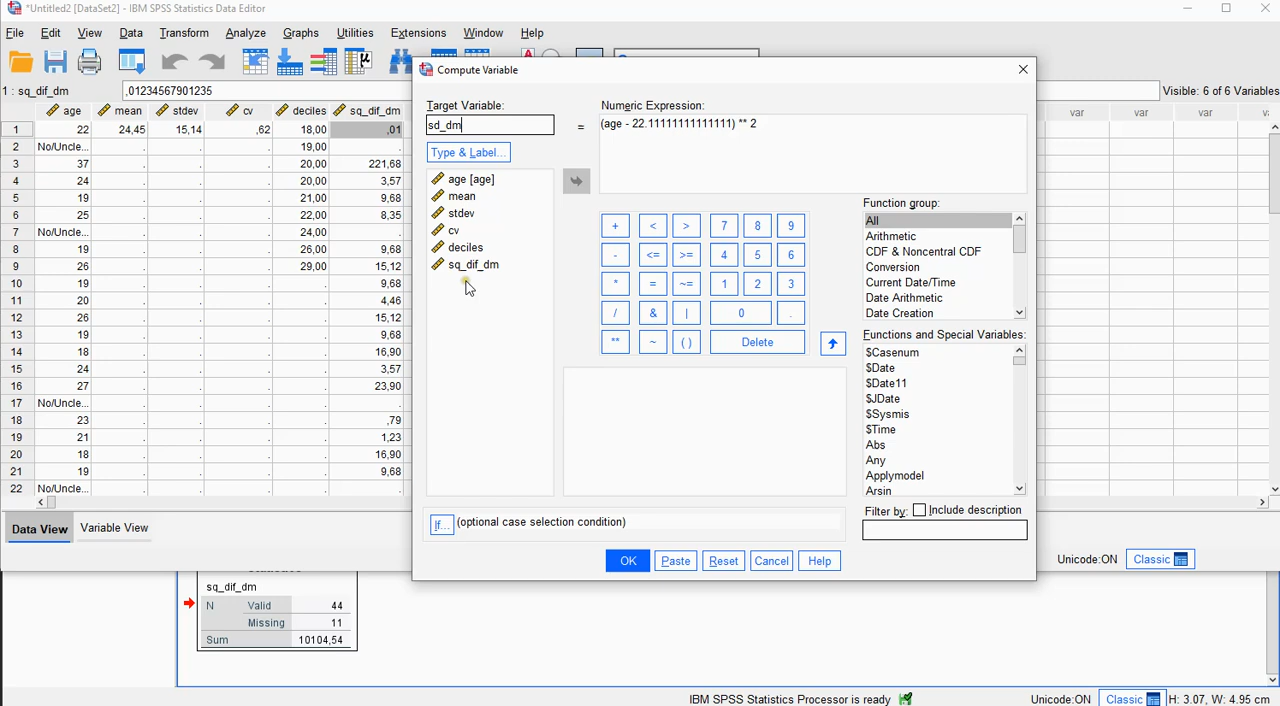 *Untitled2 [DataSet2] - IBM SPSS Statistics Data Editor
File Edit View Data Transform Analyze Graphs Utilities Extensions Window Help
1 : sq_dif_dm ,01234567901235 Visible: 6 of 6 Variables
age mean stdev cv deciles sq_dif_dm var var var
1 22 24,45 15,14 ,62 18,00 ,01
2 No/Uncle... . . . 19,00 .
3 37 . . . 20,00 221,68
4 24 . . . 20,00 3,57
5 19 . . . 21,00 9,68
6 25 . . . 22,00 8,35
7 No/Uncle... . . . 24,00 .
8 19 . . . 26,00 9,68
9 26 . . . 29,00 15,12
10 19 . . . . 9,68
11 20 . . . . 4,46
12 26 . . . . 15,12
13 19 . . . . 9,68
14 18 . . . . 16,90
15 24 . . . . 3,57
16 27 . . . . 23,90
17 No/Uncle... . . . . .
18 23 . . . . ,79
19 21 . . . . 1,23
20 18 . . . . 16,90
21 19 . . . . 9,68
22 No/Uncle... . . . . .
Data View Variable View
Unicode:ON Classic
Compute Variable
Target Variable:
sd_dm
=
Numeric Expression:
(age - 22.11111111111111) ** 2
Type & Label...
age [age]
mean
stdev
cv
deciles
sq_dif_dm
+ < > 7 8 9
- <= >= 4 5 6
* = ~= 1 2 3
/ & | 0 .
** ~ ( ) Delete
Function group:
All
Arithmetic
CDF & Noncentral CDF
Conversion
Current Date/Time
Date Arithmetic
Date Creation
Functions and Special Variables:
$Casenum
$Date
$Date11
$JDate
$Sysmis
$Time
Abs
Any
Applymodel
Arsin
If... (optional case selection condition)
Filter by: Include description
OK Paste Reset Cancel Help
sq_dif_dm
N Valid 44
Missing 11
Sum 10104,54
IBM SPSS Statistics Processor is ready Unicode:ON Classic H: 3.07, W: 4.95 cm